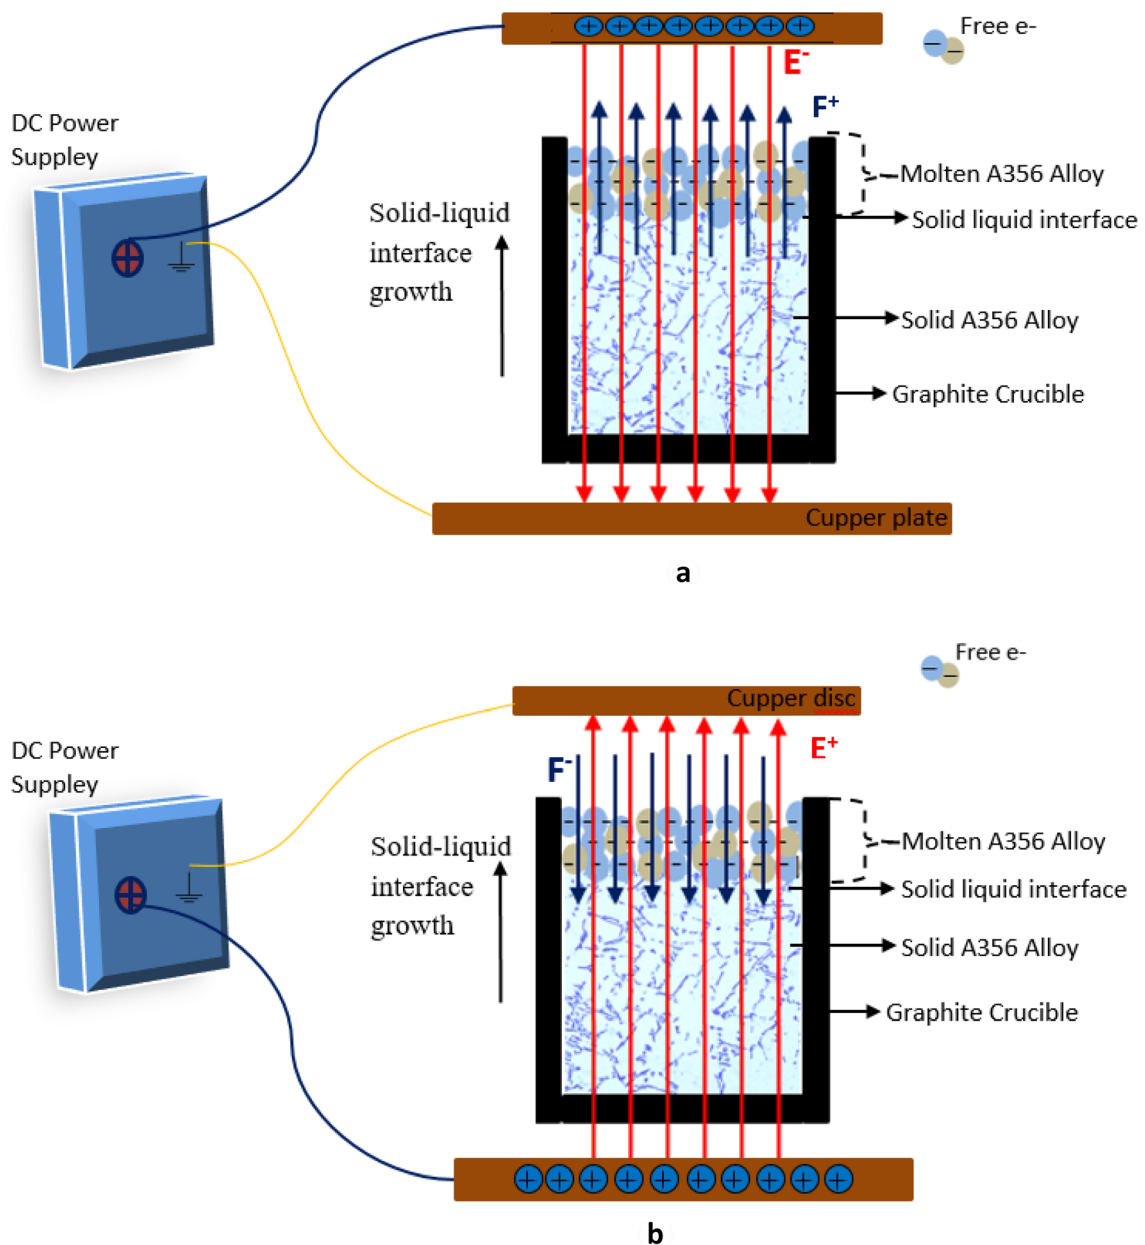 Free e-
E-
F+
DC Power
Suppley
Molten A356 Alloy
Solid-liquid
interface
growth
Solid liquid interface
Solid A356 Alloy
Graphite Crucible
Cupper plate
a
Free e-
Cupper disc
E+
F-
DC Power
Suppley
Molten A356 Alloy
Solid-liquid
interface
growth
Solid liquid interface
Solid A356 Alloy
Graphite Crucible
b